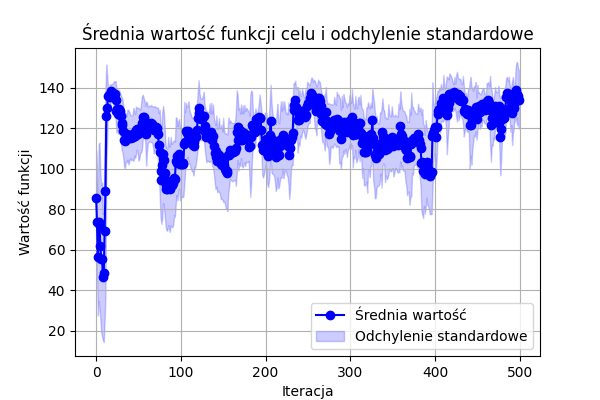 Średnia wartość funkcji celu i odchylenie standardowe
Wartość funkcji
140
120
100
80
60
40
20
0
100
200
300
400
500
Iteracja
Średnia wartość
Odchylenie standardowe